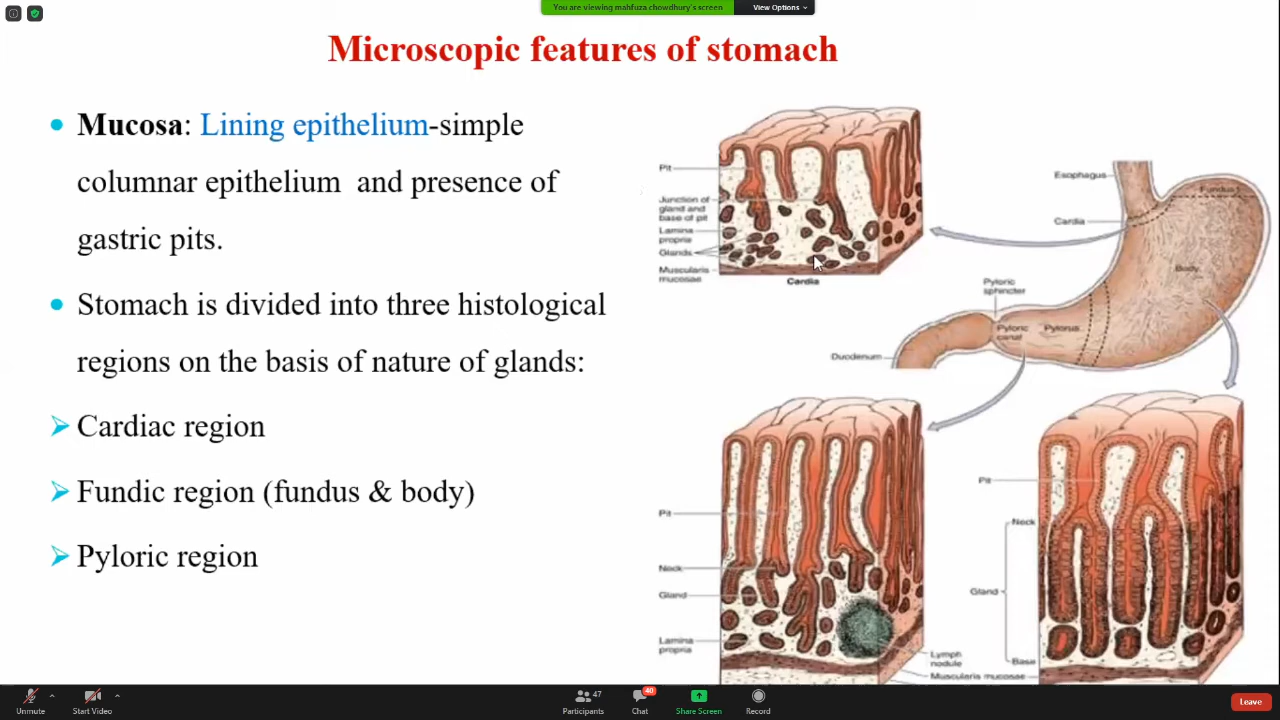 You are viewing mahfuza chowdhury's screen
View Options
Microscopic features of stomach
Mucosa: Lining epithelium-simple
columnar epithelium and presence of
gastric pits.
Stomach is divided into three histological
regions on the basis of nature of glands:
Cardiac region
Fundic region (fundus & body)
Pyloric region
Pit
Junction of
gland and
base of pit
Lamina
propria
Glands
Muscularis
mucosae
Cardia
Esophagus
Fundus
Cardia
Body
Pyloric
sphincter
Pyloric
canal
Pylorus
Duodenum
Pit
Neck
Gland
Lamina
propria
Lymph
nodule
Muscularis mucosae
Pit
Neck
Gland
Base
Unmute
Start Video
47
Participants
40
Chat
Share Screen
Record
Leave